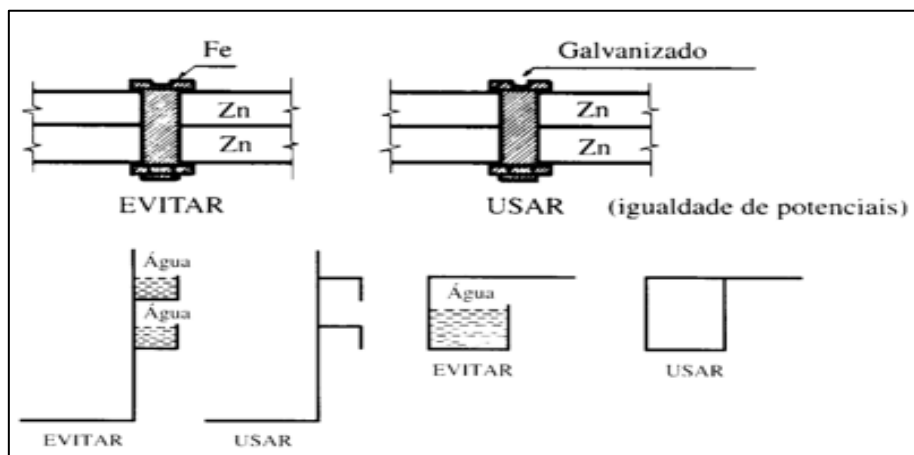 Fe
Galvanizado
Zn
Zn
Zn
Zn
EVITAR
USAR (igualdade de potenciais)
Água
Água
Água
EVITAR
USAR
EVITAR
USAR